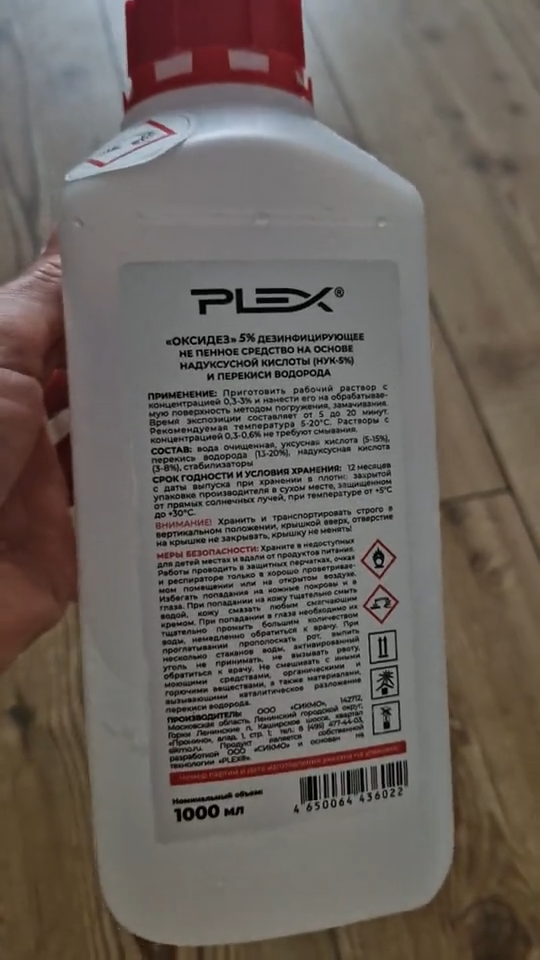 PLEX®
«ОКСИДЕЗ» 5% ДЕЗИНФИЦИРУЮЩЕЕ
НЕ ПЕННОЕ СРЕДСТВО НА ОСНОВЕ
НАДУКСУСНОЙ КИСЛОТЫ (НУК-5%)
И ПЕРЕКИСИ ВОДОРОДА
ПРИМЕНЕНИЕ: Приготовить рабочий раствор с
концентрацией 0,3-3% и нанести его на обрабатывае-
мую поверхность методом погружения, замачивания.
Время экспозиции составляет от 5 до 20 минут.
Рекомендуемая температура 5-20°C. Растворы с
концентрацией 0,3-0,6% не требуют смывания.
СОСТАВ: вода очищенная, уксусная кислота (5-15%),
перекись водорода (13-20%), надуксусная кислота
(3-8%), стабилизаторы
СРОК ГОДНОСТИ И УСЛОВИЯ ХРАНЕНИЯ: 12 месяцев
с даты выпуска при хранении в плотно закрытой
упаковке производителя в сухом месте, защищенном
от прямых солнечных лучей, при температуре от +5°C
до +30°C.
ВНИМАНИЕ! Хранить и транспортировать строго в
вертикальном положении, крышкой вверх, отверстие
на крышке не закрывать, крышку не менять!
МЕРЫ БЕЗОПАСНОСТИ: Храните в недоступных
для детей местах и вдали от продуктов питания.
Работы проводить в защитных перчатках, очках
и респираторе только в хорошо проветривае-
мом помещении или на открытом воздухе.
Избегать попадания на кожные покровы и в
глаза. При попадании на кожу тщательно смыть
водой, кожу смазать любым смягчающим
кремом. При попадании в глаза необходимо их
тщательно промыть большим количеством
воды, немедленно обратиться к врачу. При
проглатывании прополоскать рот, выпить
несколько стаканов воды, активированный
уголь не принимать, не вызывать рвоту,
обратиться к врачу. Не смешивать с иными
моющими средствами, органическими и
горючими веществами, а также материалами,
вызывающими каталитическое разложение
перекиси водорода.
ПРОИЗВОДИТЕЛЬ: ООО «СИКМО», 142712,
Московская область, Ленинский городской округ,
Горки Ленинские п, Каширское шоссе, квартал
«Пронино», влад. 1, стр. 1; тел.: 8 (495) 477-44-03,
sikmo.ru. Продукт является собственной
разработкой ООО «СИКМО» и основан на
технологии «PLEX®».
Номер партии и дата изготовления указана на упаковке
Номинальный объем:
1000 мл
4 650064 436022